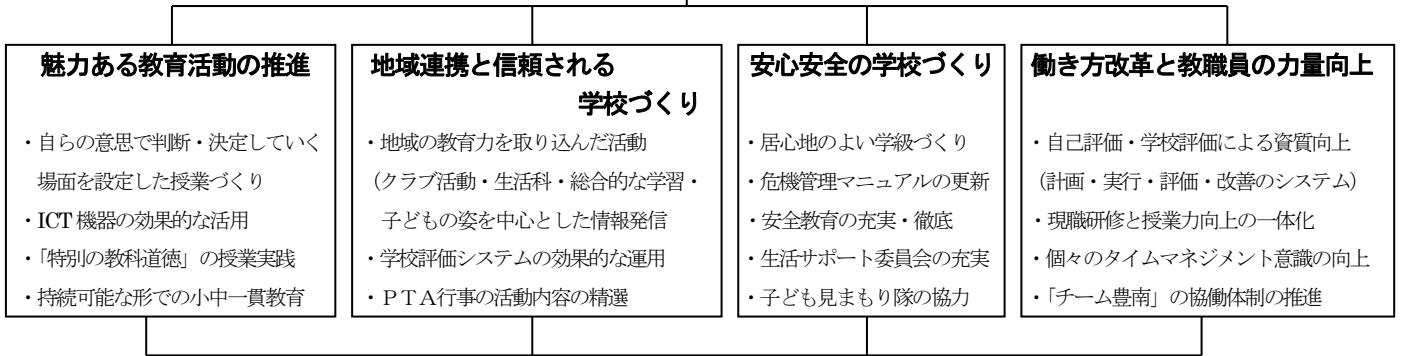 魅力ある教育活動の推進
・自らの意思で判断・決定していく
場面を設定した授業づくり
・ICT機器の効果的な活用
・「特別の教科道徳」の授業実践
・持続可能な形での小中一貫教育
地域連携と信頼される
学校づくり
・地域の教育力を取り込んだ活動
（クラブ活動・生活科・総合的な学習・
子どもの姿を中心とした情報発信
・学校評価システムの効果的な運用
・ＰＴＡ行事の活動内容の精選
安心安全の学校づくり
・居心地のよい学級づくり
・危機管理マニュアルの更新
・安全教育の充実・徹底
・生活サポート委員会の充実
・子ども見まもり隊の協力
働き方改革と教職員の力量向上
・自己評価・学校評価による資質向上
（計画・実行・評価・改善のシステム）
・現職研修と授業力向上の一体化
・個々のタイムマネジメント意識の向上
・「チーム豊南」の協働体制の推進